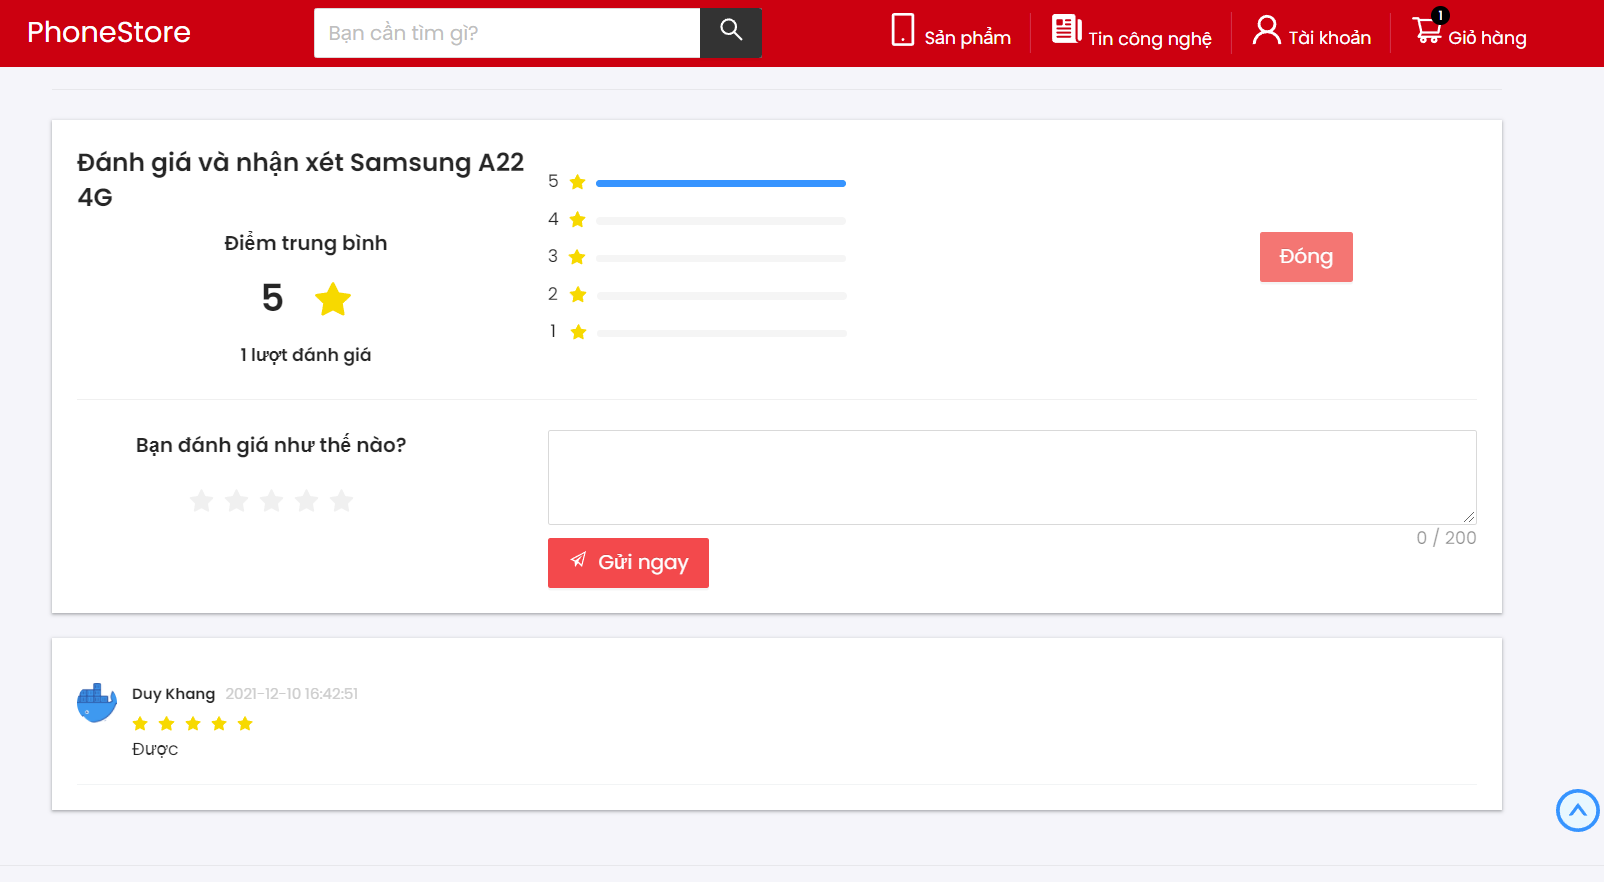 PhoneStore
Bạn cần tìm gì?
Sản phẩm
Tin công nghệ
Tài khoản
1
Giỏ hàng
Đánh giá và nhận xét Samsung A22
4G
Điểm trung bình
5
1 lượt đánh giá
5
4
3
2
1
Đóng
Bạn đánh giá như thế nào?
0 / 200
Gửi ngay
Duy Khang 2021-12-10 16:42:51
Được